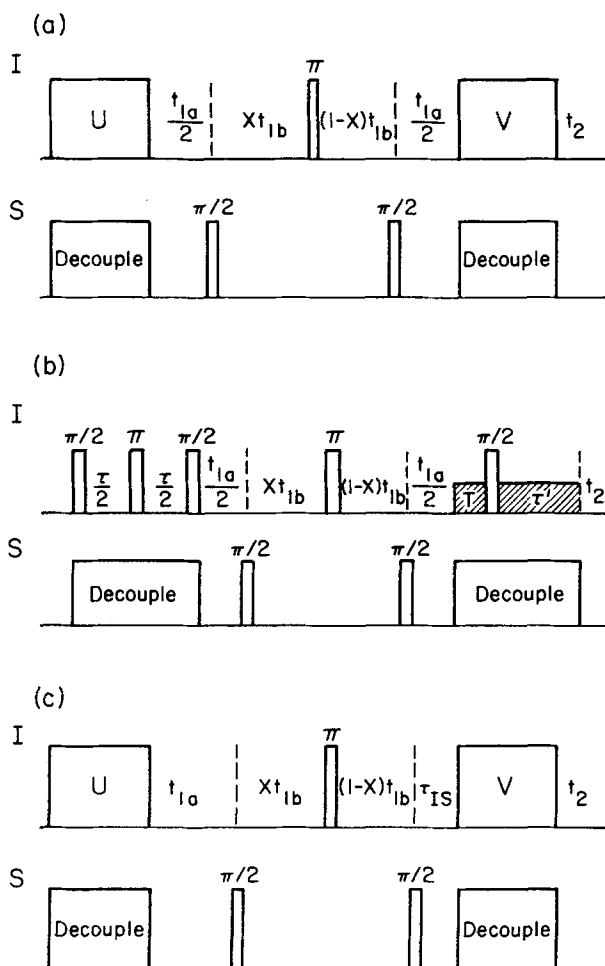 (a)
I
π
U
t1a/2
Xt1b
(1-X)t1b
t1a/2
V
t2
S
π/2
π/2
Decouple
Decouple
(b)
I
π/2
π
π/2
π
π/2
τ/2
τ/2
t1a/2
Xt1b
(1-X)t1b
t1a/2
T
τ'
t2
S
π/2
π/2
Decouple
Decouple
(c)
I
π
U
t1a
Xt1b
(1-X)t1b
τIS
V
t2
S
π/2
π/2
Decouple
Decouple